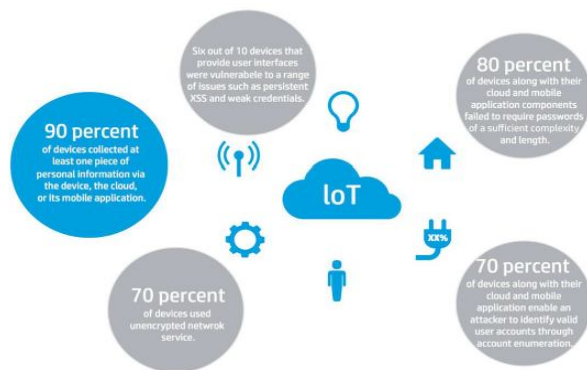 Six out of 10 devices that
provide user interfaces
were vulnerabele to a range
of issues such as persistent
XSS and weak credentials.
80 percent
of devices along with their
cloud and mobile
application components
failed to require passwords
of a sufficient complexity
and length.
90 percent
of devices collected at
least one piece of
personal information via
the device, the cloud,
or its mobile application.
IoT
XX%
70 percent
of devices used
unencrypted netwrok
service.
70 percent
of devices along with their
cloud and mobile
application enable an
attacker to identify valid
user accounts through
account enumeration.